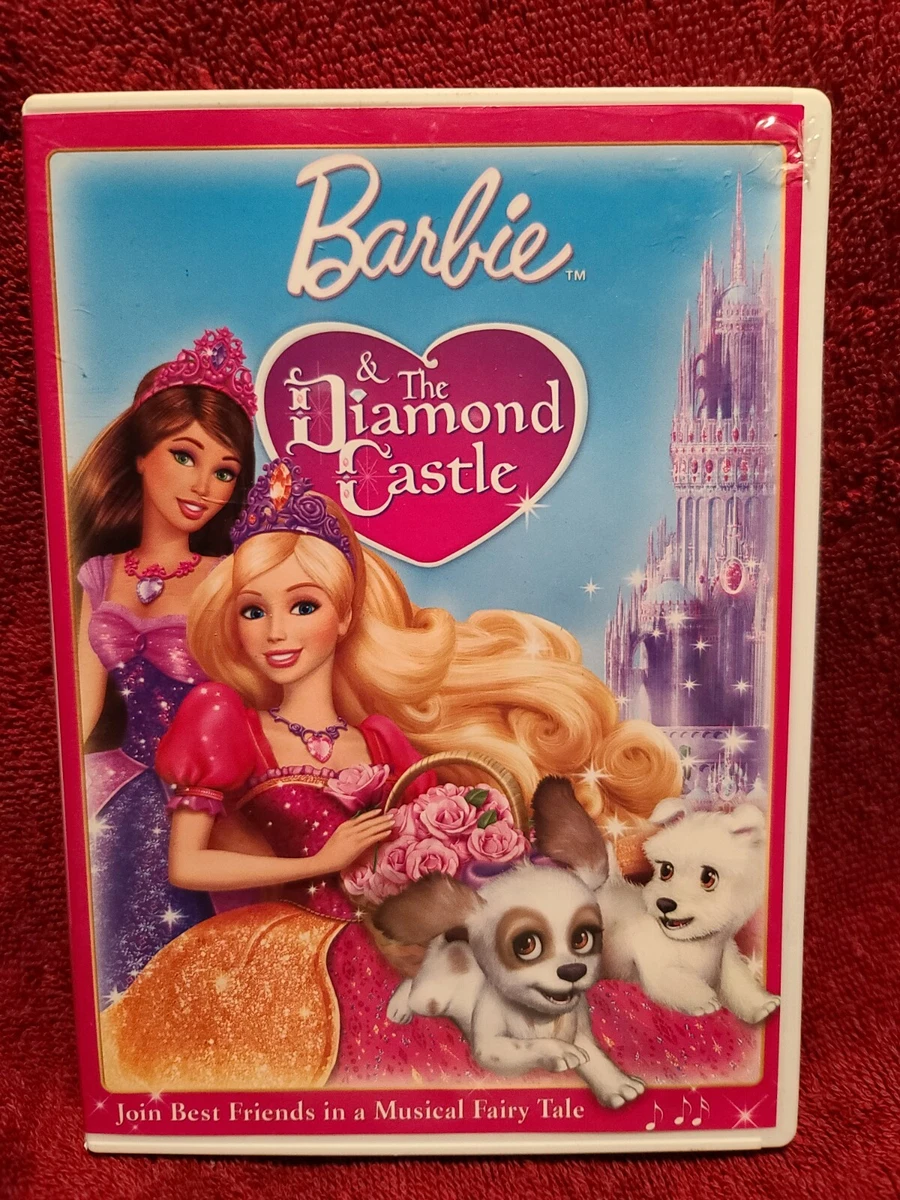 Barbie™
& The
Diamond
Castle
Join Best Friends in a Musical Fairy Tale